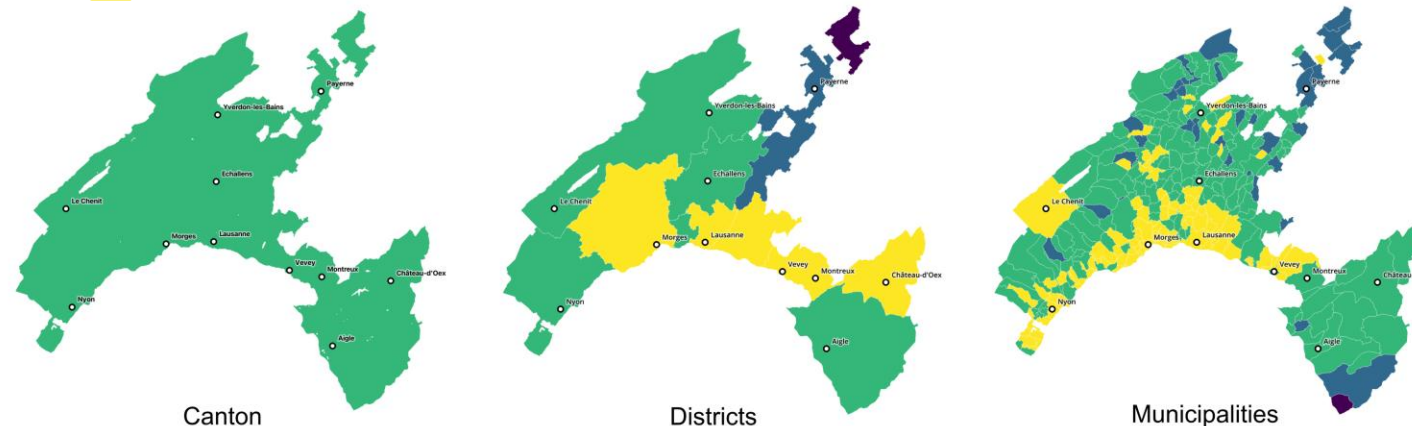 Payerne
Yverdon-les-Bains
Echallens
Le Chenit
Morges
Lausanne
Vevey
Montreux
Château-d'Oex
Nyon
Aigle
Canton
Payerne
Yverdon-les-Bains
Echallens
Le Chenit
Morges
Lausanne
Vevey
Montreux
Château-d'Oex
Nyon
Aigle
Districts
Payerne
Yverdon-les-Bains
Echallens
Le Chenit
Morges
Lausanne
Vevey
Montreux
Château
Nyon
Aigle
Municipalities